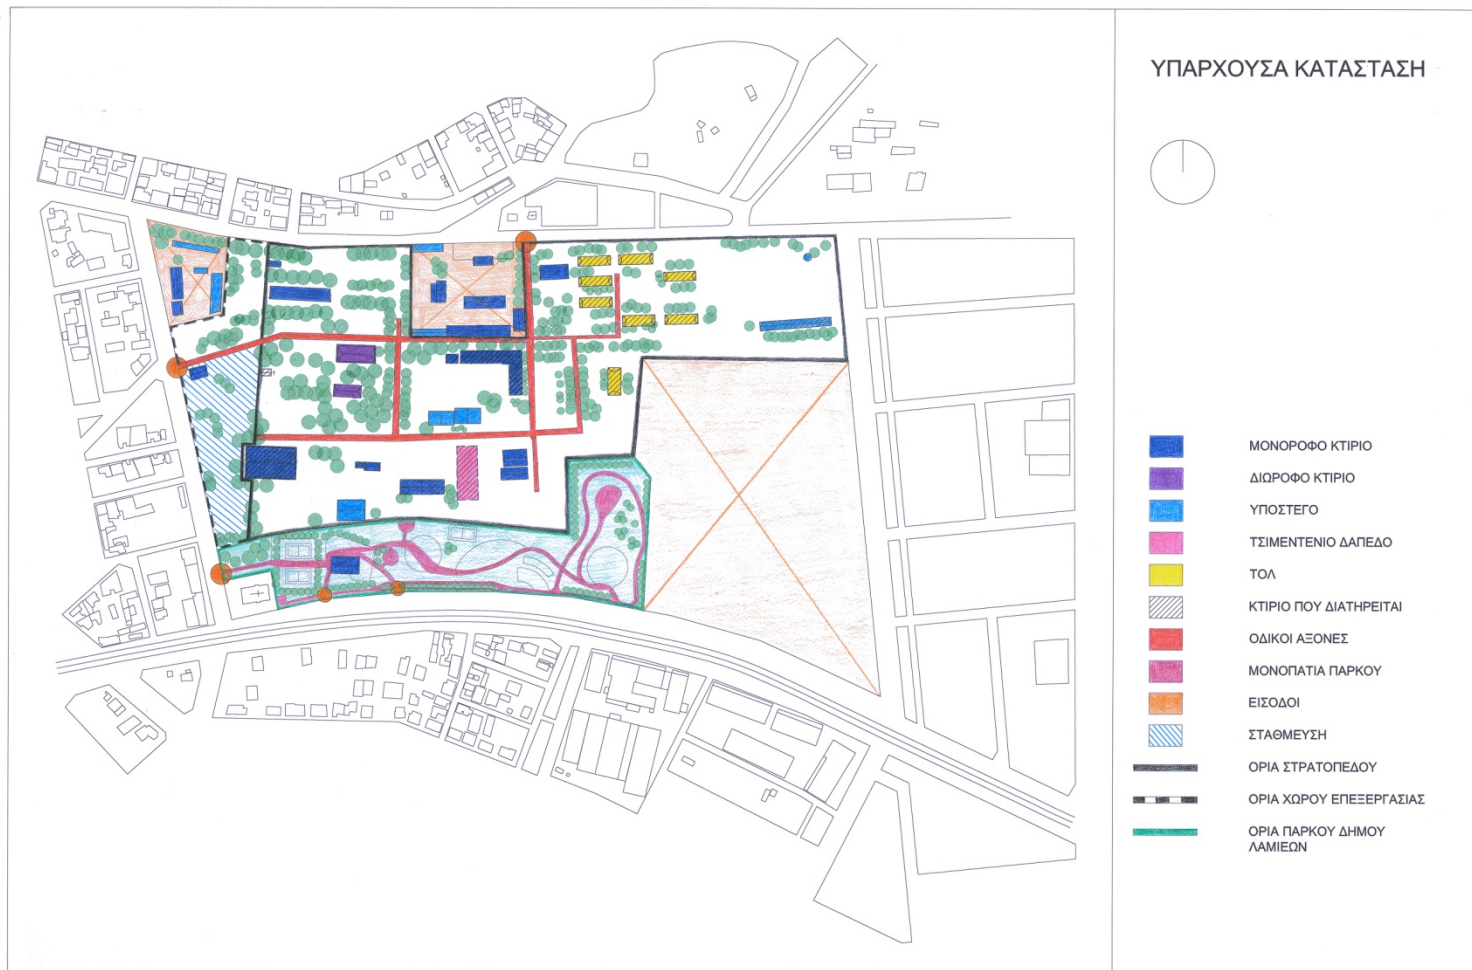 ΥΠΑΡΧΟΥΣΑ ΚΑΤΑΣΤΑΣΗ
ΜΟΝΟΡΟΦΟ ΚΤΙΡΙΟ
ΔΙΩΡΟΦΟ ΚΤΙΡΙΟ
ΥΠΟΣΤΕΓΟ
ΤΣΙΜΕΝΤΕΝΙΟ ΔΑΠΕΔΟ
ΤΟΛ
ΚΤΙΡΙΟ ΠΟΥ ΔΙΑΤΗΡΕΙΤΑΙ
ΟΔΙΚΟΙ ΑΞΟΝΕΣ
ΜΟΝΟΠΑΤΙΑ ΠΑΡΚΟΥ
ΕΙΣΟΔΟΙ
ΣΤΑΘΜΕΥΣΗ
ΟΡΙΑ ΣΤΡΑΤΟΠΕΔΟΥ
ΟΡΙΑ ΧΩΡΟΥ ΕΠΕΞΕΡΓΑΣΙΑΣ
ΟΡΙΑ ΠΑΡΚΟΥ ΔΗΜΟΥ
ΛΑΜΙΕΩΝ